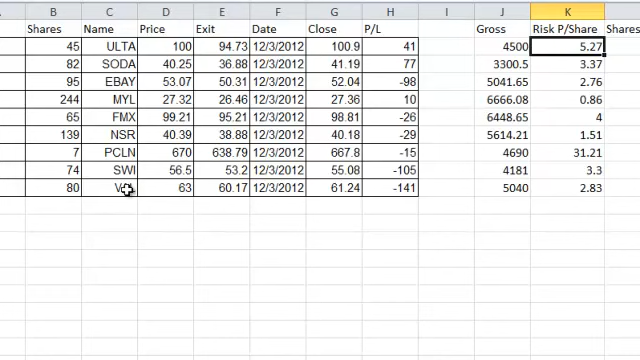 B C D E F G H I J K
Shares Name Price Exit Date Close P/L Gross Risk P/Share Shares
45 ULTA 100 94.73 12/3/2012 100.9 41 4500 5.27
82 SODA 40.25 36.88 12/3/2012 41.19 77 3300.5 3.37
95 EBAY 53.07 50.31 12/3/2012 52.04 -98 5041.65 2.76
244 MYL 27.32 26.46 12/3/2012 27.36 10 6666.08 0.86
65 FMX 99.21 95.21 12/3/2012 98.81 -26 6448.65 4
139 NSR 40.39 38.88 12/3/2012 40.18 -29 5614.21 1.51
7 PCLN 670 638.79 12/3/2012 667.8 -15 4690 31.21
74 SWI 56.5 53.2 12/3/2012 55.08 -105 4181 3.3
80 63 60.17 12/3/2012 61.24 -141 5040 2.83